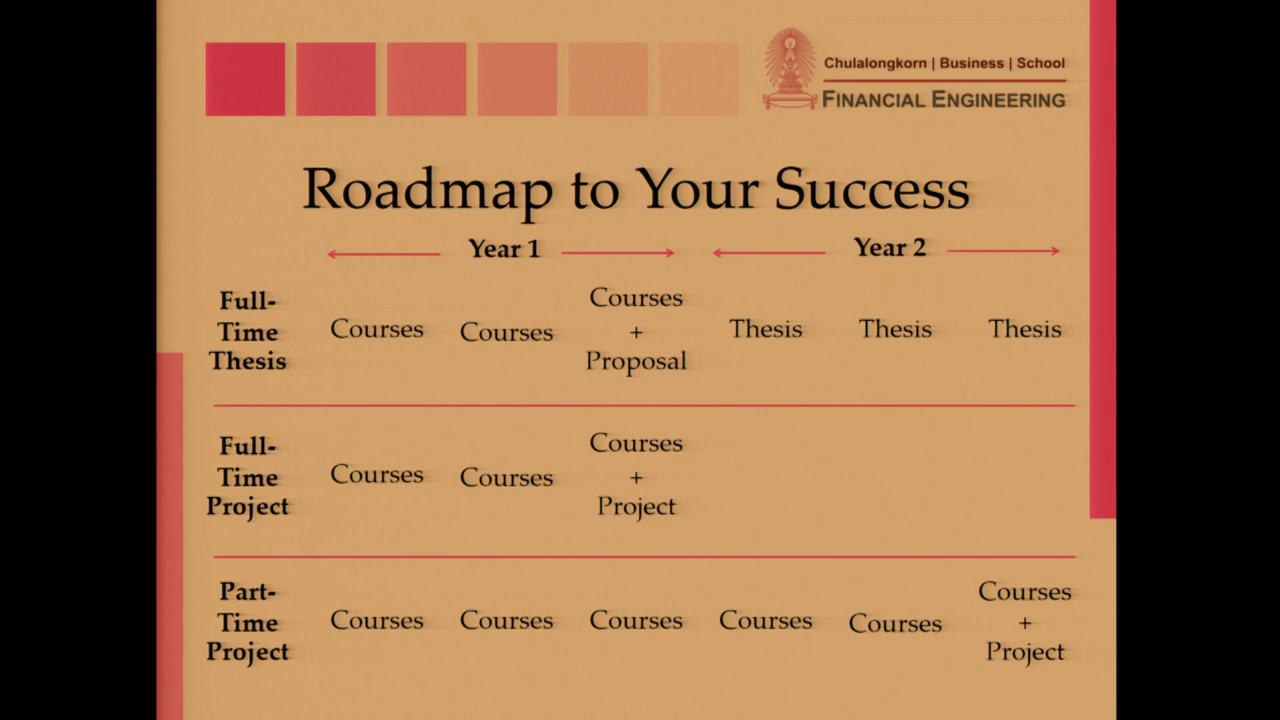 Chulalongkorn | Business | School
FINANCIAL ENGINEERING
Roadmap to Your Success
Year 1 Year 2
Full-
Time
Thesis
Courses
Courses
Courses
+
Proposal
Thesis
Thesis
Thesis
Full-
Time
Project
Courses
Courses
Courses
+
Project
Part-
Time
Project
Courses
Courses
Courses
Courses
Courses
Courses
+
Project